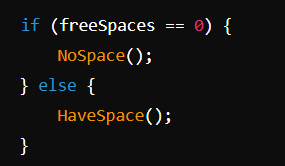 if (freeSpaces == 0) {
    NoSpace();
} else {
    HaveSpace();
}